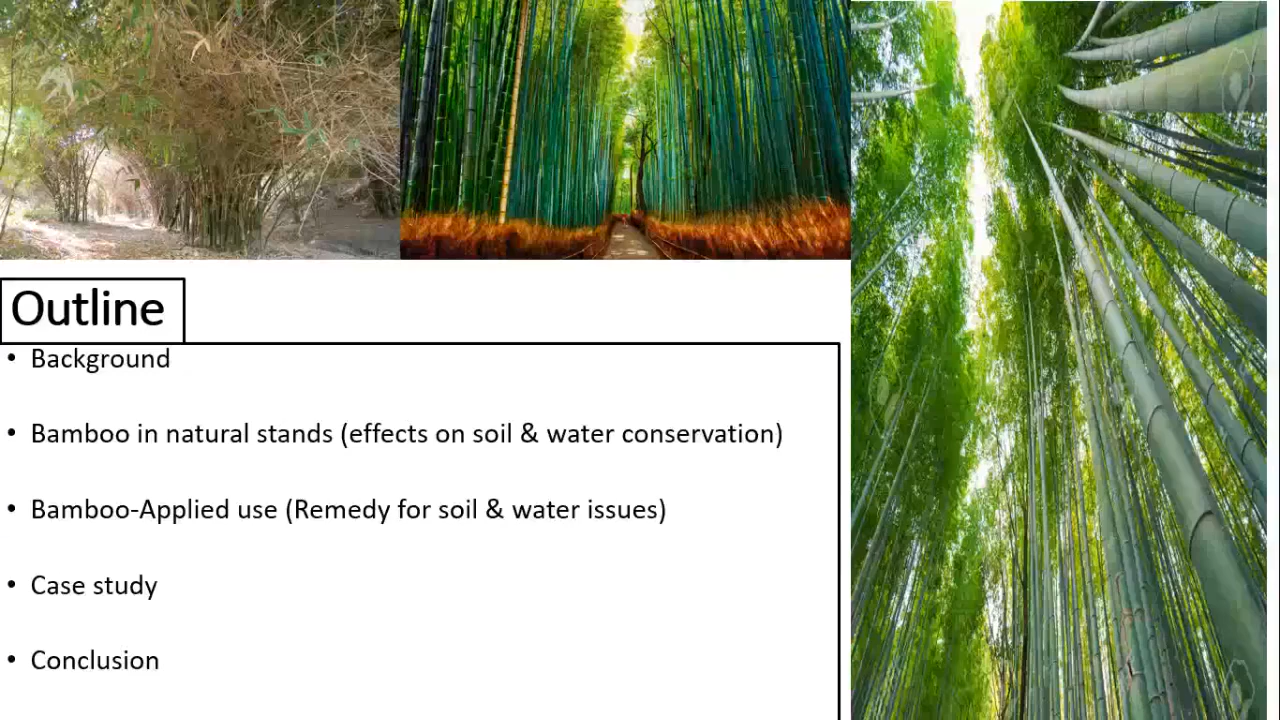 Outline
• Background
• Bamboo in natural stands (effects on soil & water conservation)
• Bamboo-Applied use (Remedy for soil & water issues)
• Case study
• Conclusion